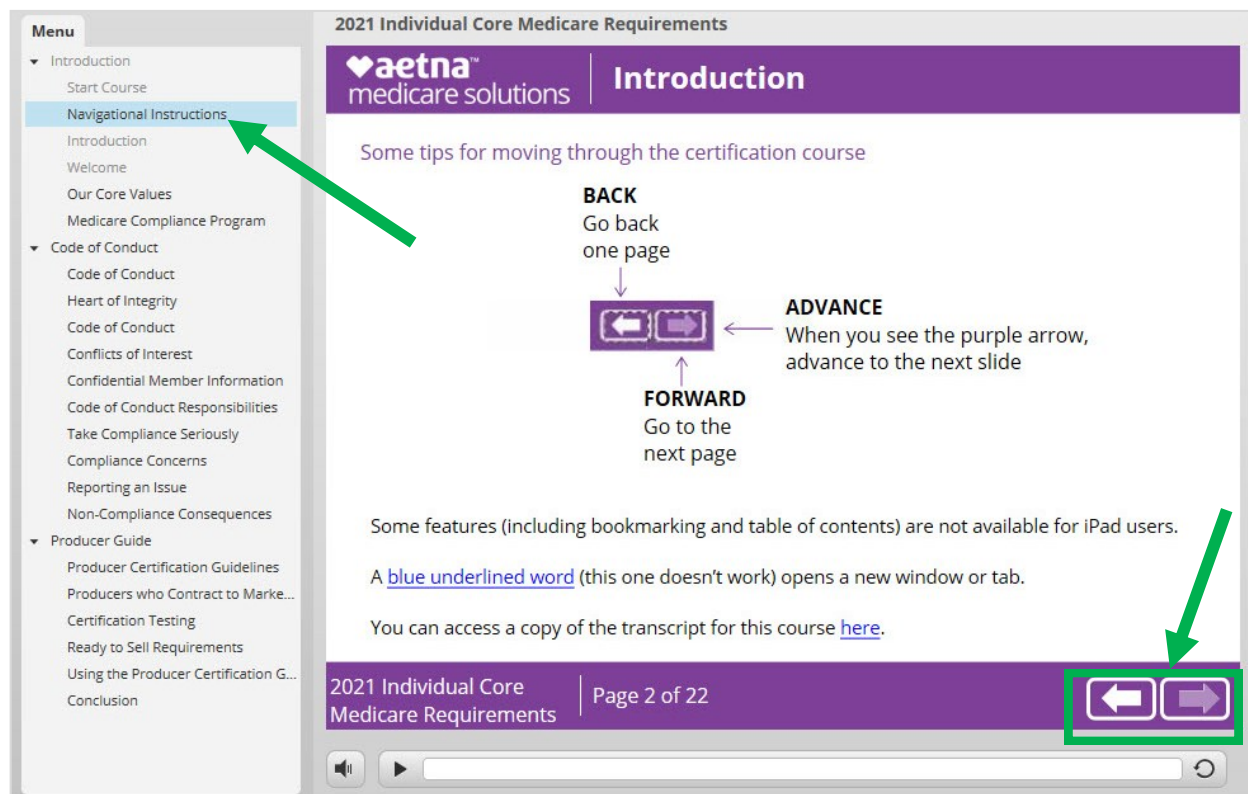 Menu
Introduction
Start Course
Navigational Instructions
Introduction
Welcome
Our Core Values
Medicare Compliance Program
Code of Conduct
Code of Conduct
Heart of Integrity
Code of Conduct
Conflicts of Interest
Confidential Member Information
Code of Conduct Responsibilities
Take Compliance Seriously
Compliance Concerns
Reporting an Issue
Non-Compliance Consequences
Producer Guide
Producer Certification Guidelines
Producers who Contract to Marke...
Certification Testing
Ready to Sell Requirements
Using the Producer Certification G...
Conclusion
2021 Individual Core Medicare Requirements
aetna™
medicare solutions
Introduction
Some tips for moving through the certification course
BACK
Go back
one page
ADVANCE
When you see the purple arrow,
advance to the next slide
FORWARD
Go to the
next page
Some features (including bookmarking and table of contents) are not available for iPad users.
A blue underlined word (this one doesn’t work) opens a new window or tab.
You can access a copy of the transcript for this course here.
2021 Individual Core
Medicare Requirements
Page 2 of 22